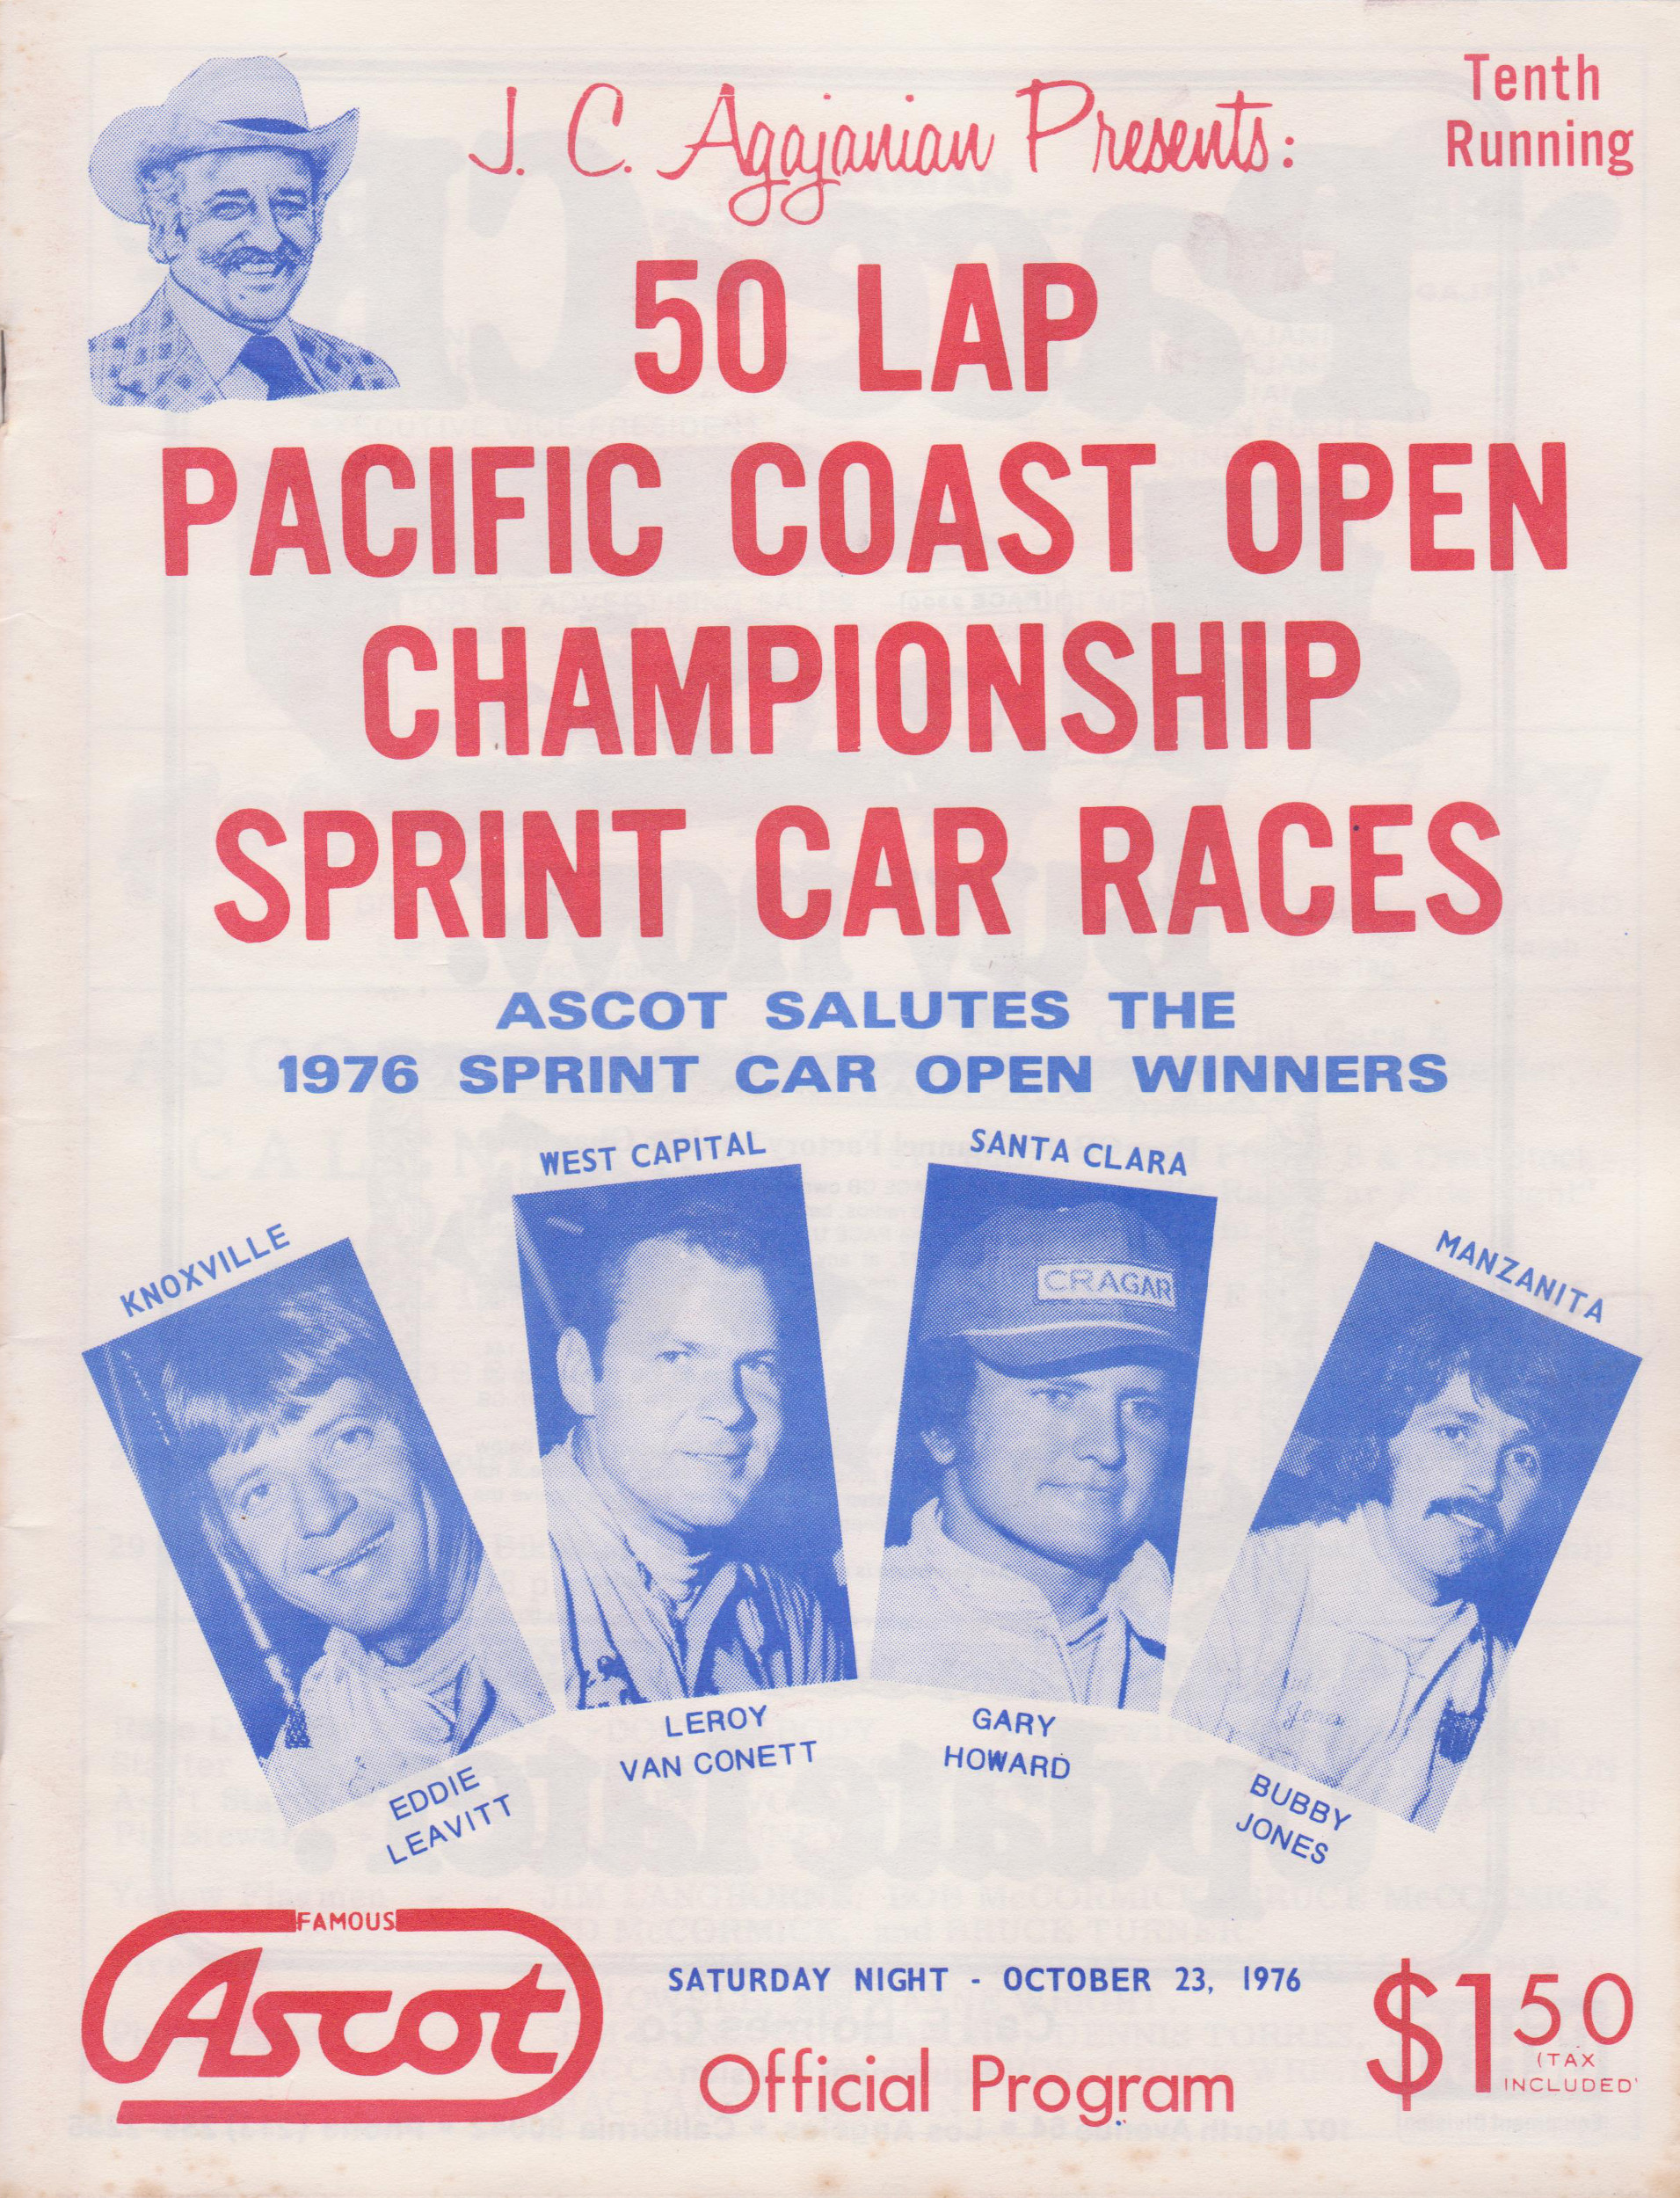 J. C. Agajanian Presents:
Tenth
Running
50 LAP
PACIFIC COAST OPEN
CHAMPIONSHIP
SPRINT CAR RACES
ASCOT SALUTES THE
1976 SPRINT CAR OPEN WINNERS
KNOXVILLE
WEST CAPITAL
SANTA CLARA
MANZANITA
CRAGAR
EDDIE
LEAVITT
LEROY
VAN CONETT
GARY
HOWARD
BUBBY
JONES
FAMOUS
Ascot
SATURDAY NIGHT - OCTOBER 23, 1976
Official Program
$1.50
(TAX
INCLUDED)